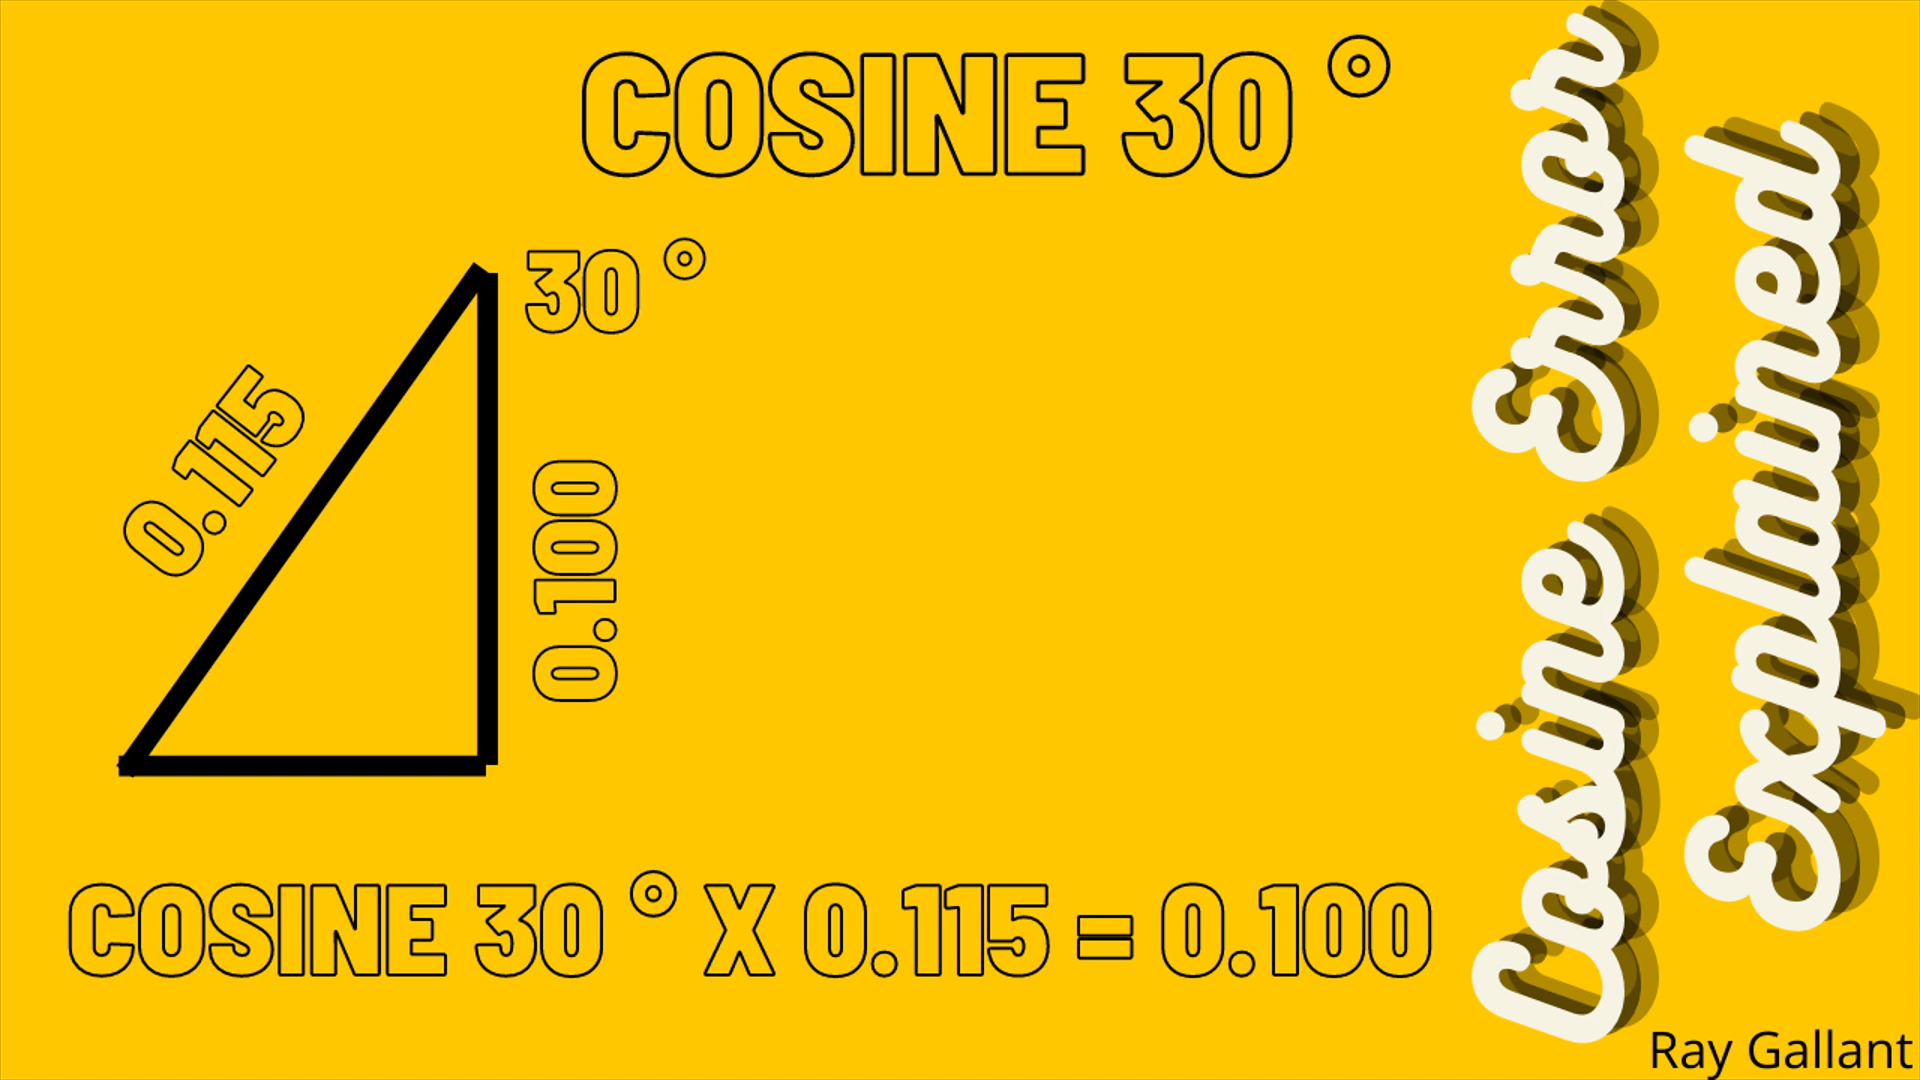 COSINE 30°
30°
0.115
0.100
COSINE 30° X 0.115 = 0.100
Cosine Error
Explained
Ray Gallant